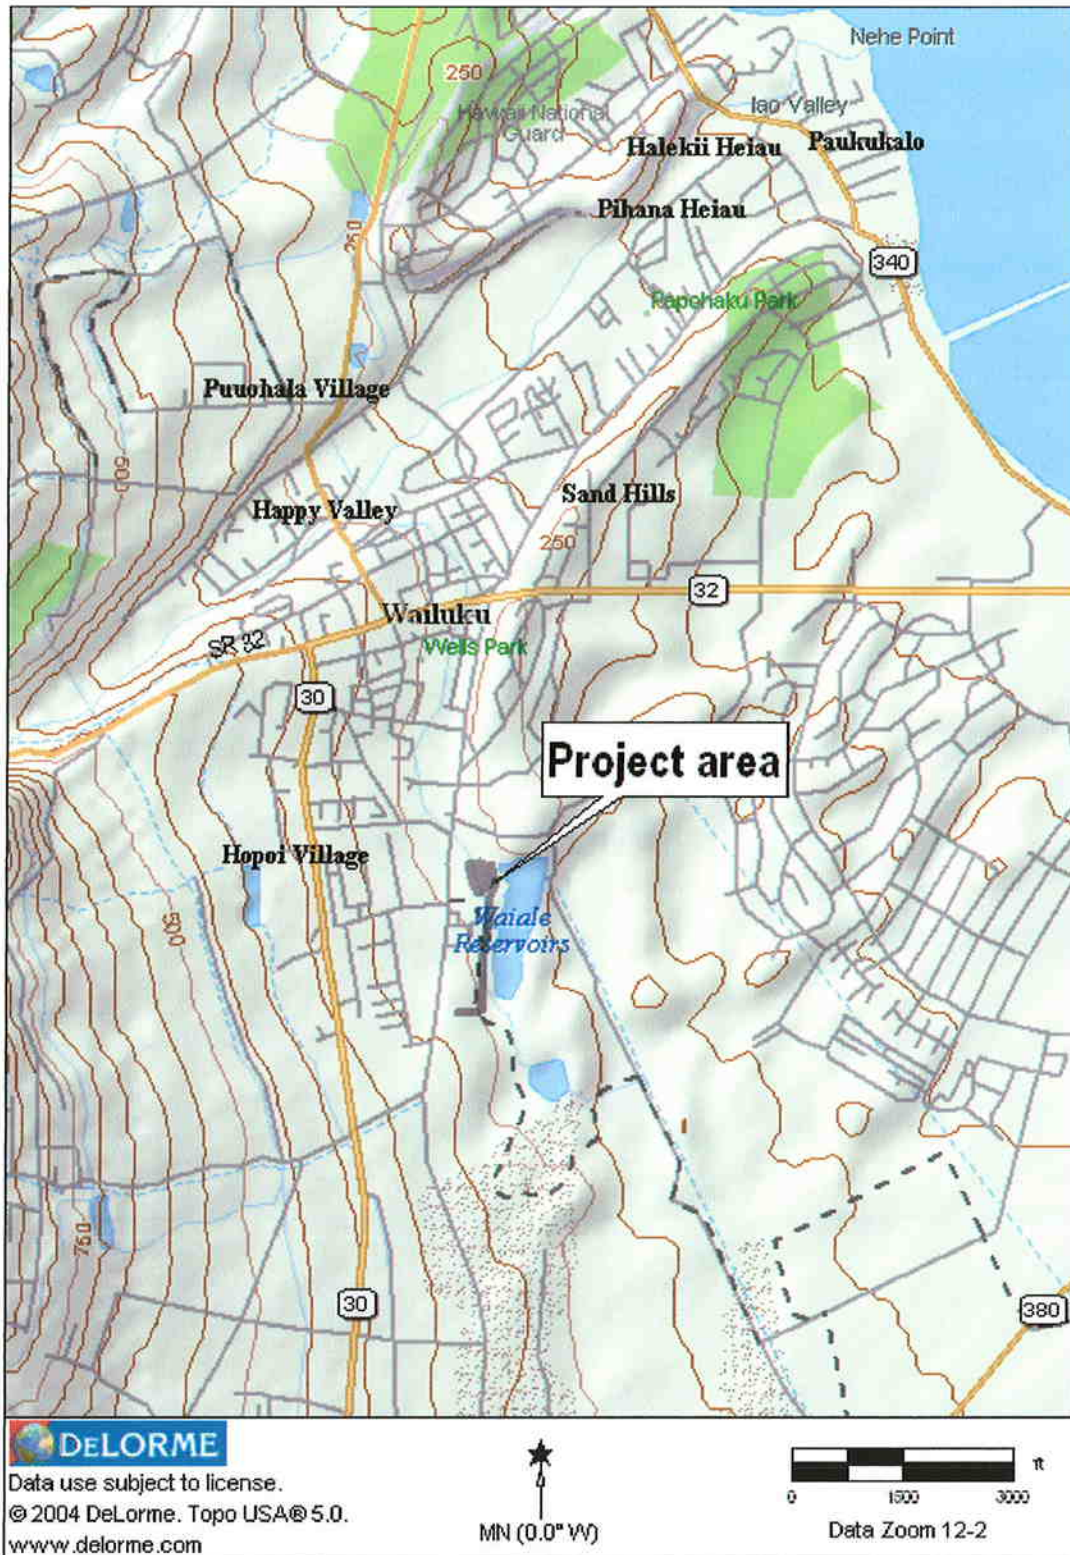 Nehe Point
250
Hawaii National
Guard
Iao Valley
Halekii Heiau
Paukukalo
Pihana Heiau
250
340
Papohaku Park
Puuohala Village
500
Sand Hills
Happy Valley
250
32
Wailuku
SR 32
Wells Park
30
Project area
Hopoi Village
500
Waiale
Reservoirs
750
30
380
DELORME
Data use subject to license.
© 2004 DeLorme. Topo USA® 5.0.
www.delorme.com
MN (0.0° W)
ft
0 1500 3000
Data Zoom 12-2